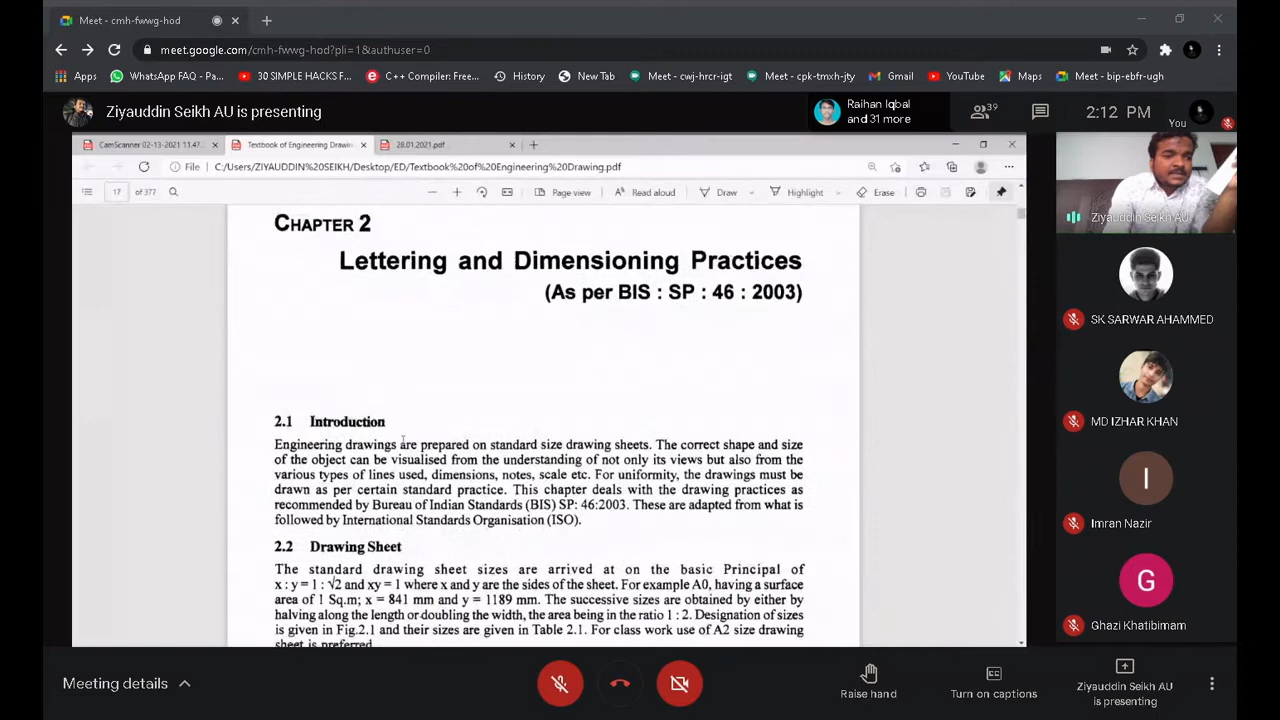 Meet - cmh-fwwg-hod
meet.google.com/cmh-fwwg-hod?pli=1&authuser=0
Apps WhatsApp FAQ - Pa... 30 SIMPLE HACKS F... C++ Compiler: Free... History New Tab Meet - cwj-hrcr-igt Meet - cpk-tmxh-jty Gmail YouTube Maps Meet - bip-ebfr-ugh
Ziyauddin Seikh AU is presenting
Raihan Iqbal
and 31 more
39
2:12 PM
You
CamScanner 02-13-2021 11.47... Textbook of Engineering Drawin 28.01.2021.pdf
File C:/Users/ZIYAUDDIN%20SEIKH/Desktop/ED/Textbook%20of%20Engineering%20Drawing.pdf
17 of 377 Page view Read aloud Draw Highlight Erase
CHAPTER 2
Lettering and Dimensioning Practices
(As per BIS : SP : 46 : 2003)
2.1 Introduction
Engineering drawings are prepared on standard size drawing sheets. The correct shape and size
of the object can be visualised from the understanding of not only its views but also from the
various types of lines used, dimensions, notes, scale etc. For uniformity, the drawings must be
drawn as per certain standard practice. This chapter deals with the drawing practices as
recommended by Bureau of Indian Standards (BIS) SP: 46:2003. These are adapted from what is
followed by International Standards Organisation (ISO).
2.2 Drawing Sheet
The standard drawing sheet sizes are arrived at on the basic Principal of
x : y = 1 : √2 and xy = 1 where x and y are the sides of the sheet. For example A0, having a surface
area of 1 Sq.m; x = 841 mm and y = 1189 mm. The successive sizes are obtained by either by
halving along the length or doubling the width, the area being in the ratio 1 : 2. Designation of sizes
is given in Fig.2.1 and their sizes are given in Table 2.1. For class work use of A2 size drawing
sheet is preferred.
Ziyauddin Seikh AU
SK SARWAR AHAMMED
MD IZHAR KHAN
I
Imran Nazir
G
Ghazi Khatibimam
Meeting details
Raise hand
Turn on captions
Ziyauddin Seikh AU
is presenting